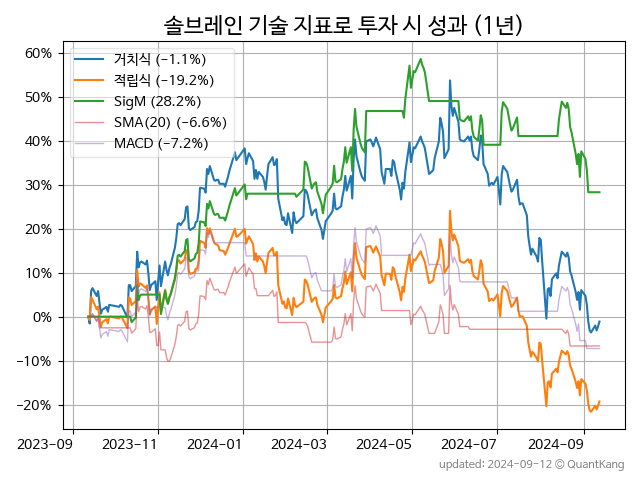 솔브레인 기술 지표로 투자 시 성과 (1년)
거치식 (−1.1%)
적립식 (−19.2%)
SigM (28.2%)
SMA(20) (−6.6%)
MACD (−7.2%)
60%
50%
40%
30%
20%
10%
0%
−10%
−20%
2023-09 2023-11 2024-01 2024-03 2024-05 2024-07 2024-09
updated: 2024-09-12 © QuantKang